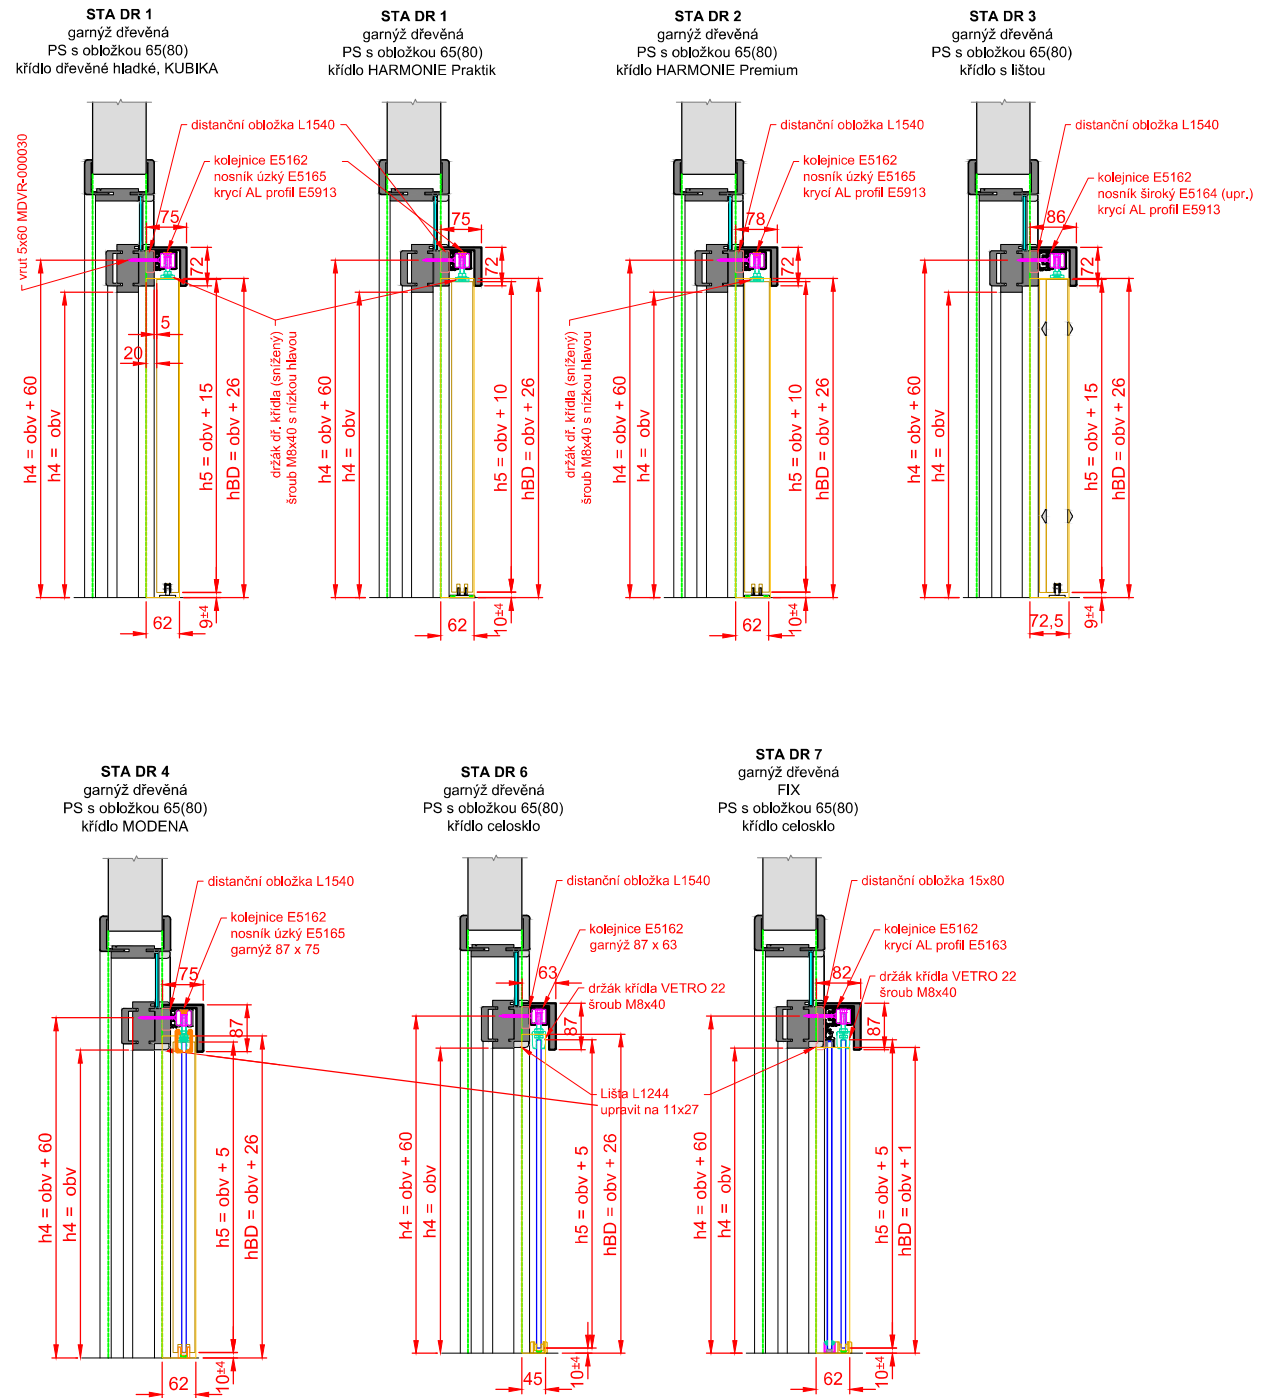 STA DR 1
garnýž dřevěná
PS s obložkou 65(80)
křídlo dřevěné hladké, KUBIKA
vrut 5x60 MDVR-000030
distanční obložka L1540
kolejnice E5162
nosník úzký E5165
krycí AL profil E5913
75
72
5
20
h4 = obv + 60
h4 = obv
h5 = obv + 15
hBD = obv + 26
62
9±4
držák dř. křídla (snížený)
šroub M8x40 s nízkou hlavou
STA DR 1
garnýž dřevěná
PS s obložkou 65(80)
křídlo HARMONIE Praktik
75
72
h4 = obv + 60
h4 = obv
h5 = obv + 10
hBD = obv + 26
62
10±4
STA DR 2
garnýž dřevěná
PS s obložkou 65(80)
křídlo HARMONIE Premium
distanční obložka L1540
kolejnice E5162
nosník úzký E5165
krycí AL profil E5913
78
72
držák dř. křídla (snížený)
šroub M8x40 s nízkou hlavou
h4 = obv + 60
h4 = obv
h5 = obv + 10
hBD = obv + 26
62
10±4
STA DR 3
garnýž dřevěná
PS s obložkou 65(80)
křídlo s lištou
distanční obložka L1540
kolejnice E5162
nosník široký E5164 (upr.)
krycí AL profil E5913
86
72
h4 = obv + 60
h4 = obv
h5 = obv + 15
hBD = obv + 26
72,5
9±4
STA DR 4
garnýž dřevěná
PS s obložkou 65(80)
křídlo MODENA
distanční obložka L1540
kolejnice E5162
nosník úzký E5165
garnýž 87 x 75
75
87
h4 = obv + 60
h4 = obv
h5 = obv + 5
hBD = obv + 26
62
10±4
STA DR 6
garnýž dřevěná
PS s obložkou 65(80)
křídlo celosklo
distanční obložka L1540
kolejnice E5162
garnýž 87 x 63
63
držák křídla VETRO 22
šroub M8x40
87
Lišta L1244
upravit na 11x27
h4 = obv + 60
h4 = obv
h5 = obv + 5
hBD = obv + 26
45
10±4
STA DR 7
garnýž dřevěná
FIX
PS s obložkou 65(80)
křídlo celosklo
distanční obložka 15x80
kolejnice E5162
krycí AL profil E5163
82
držák křídla VETRO 22
šroub M8x40
87
h4 = obv + 60
h4 = obv
h5 = obv + 5
hBD = obv + 1
62
10±4